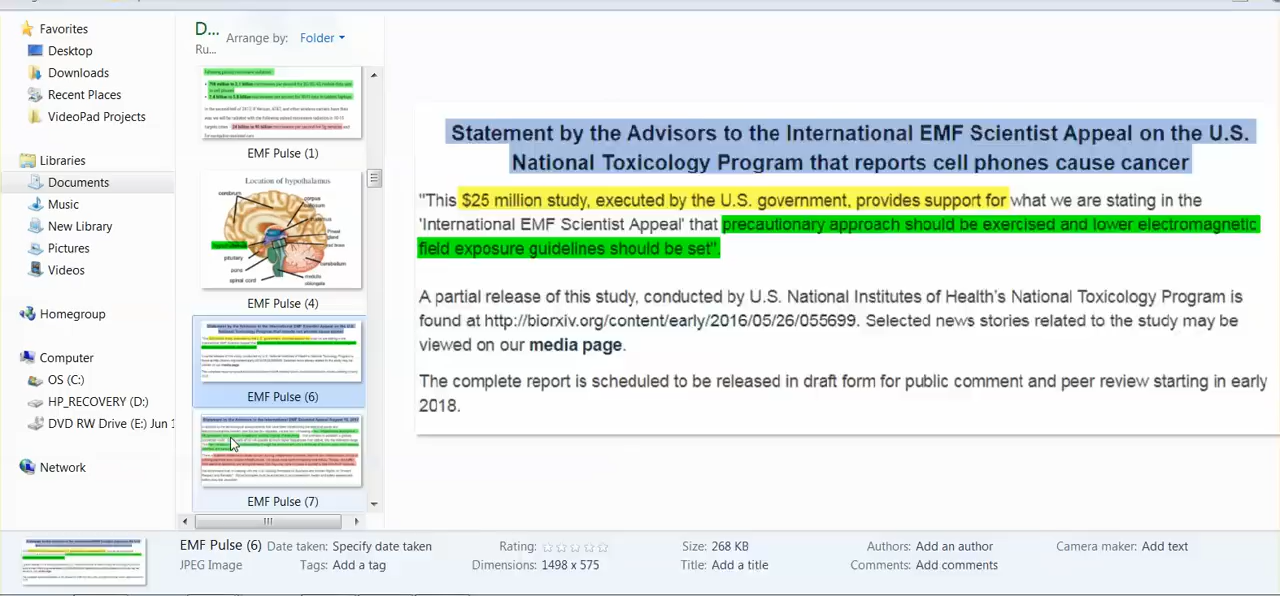 Favorites
Desktop
Downloads
Recent Places
VideoPad Projects
Libraries
Documents
Music
New Library
Pictures
Videos
Homegroup
Computer
OS (C:)
HP_RECOVERY (D:)
DVD RW Drive (E:) Jun 1
Network
D...
Ru...
Arrange by: Folder
EMF Pulse (1)
Location of hypothalamus
cerebrum
corpus
pituitary
pons
spinal cord
cerebellum
medulla
EMF Pulse (4)
EMF Pulse (6)
EMF Pulse (7)
Statement by the Advisors to the International EMF Scientist Appeal on the U.S.
National Toxicology Program that reports cell phones cause cancer
"This $25 million study, executed by the U.S. government, provides support for what we are stating in the
'International EMF Scientist Appeal' that precautionary approach should be exercised and lower electromagnetic
field exposure guidelines should be set".
A partial release of this study, conducted by U.S. National Institutes of Health's National Toxicology Program is
found at http://biorxiv.org/content/early/2016/05/26/055699. Selected news stories related to the study may be
viewed on our media page.
The complete report is scheduled to be released in draft form for public comment and peer review starting in early
2018.
EMF Pulse (6) Date taken: Specify date taken Rating: Size: 268 KB Authors: Add an author Camera maker: Add text
JPEG Image Tags: Add a tag Dimensions: 1498 x 575 Title: Add a title Comments: Add comments